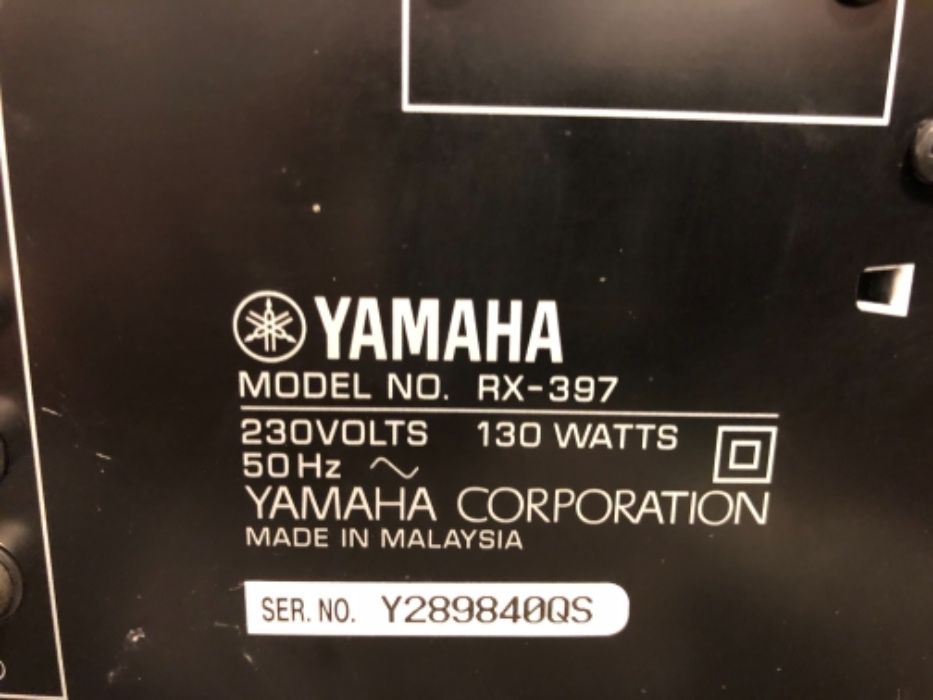 YAMAHA
MODEL NO. RX-397
230VOLTS 130 WATTS
50Hz ~
YAMAHA CORPORATION
MADE IN MALAYSIA
SER. NO. Y289840QS